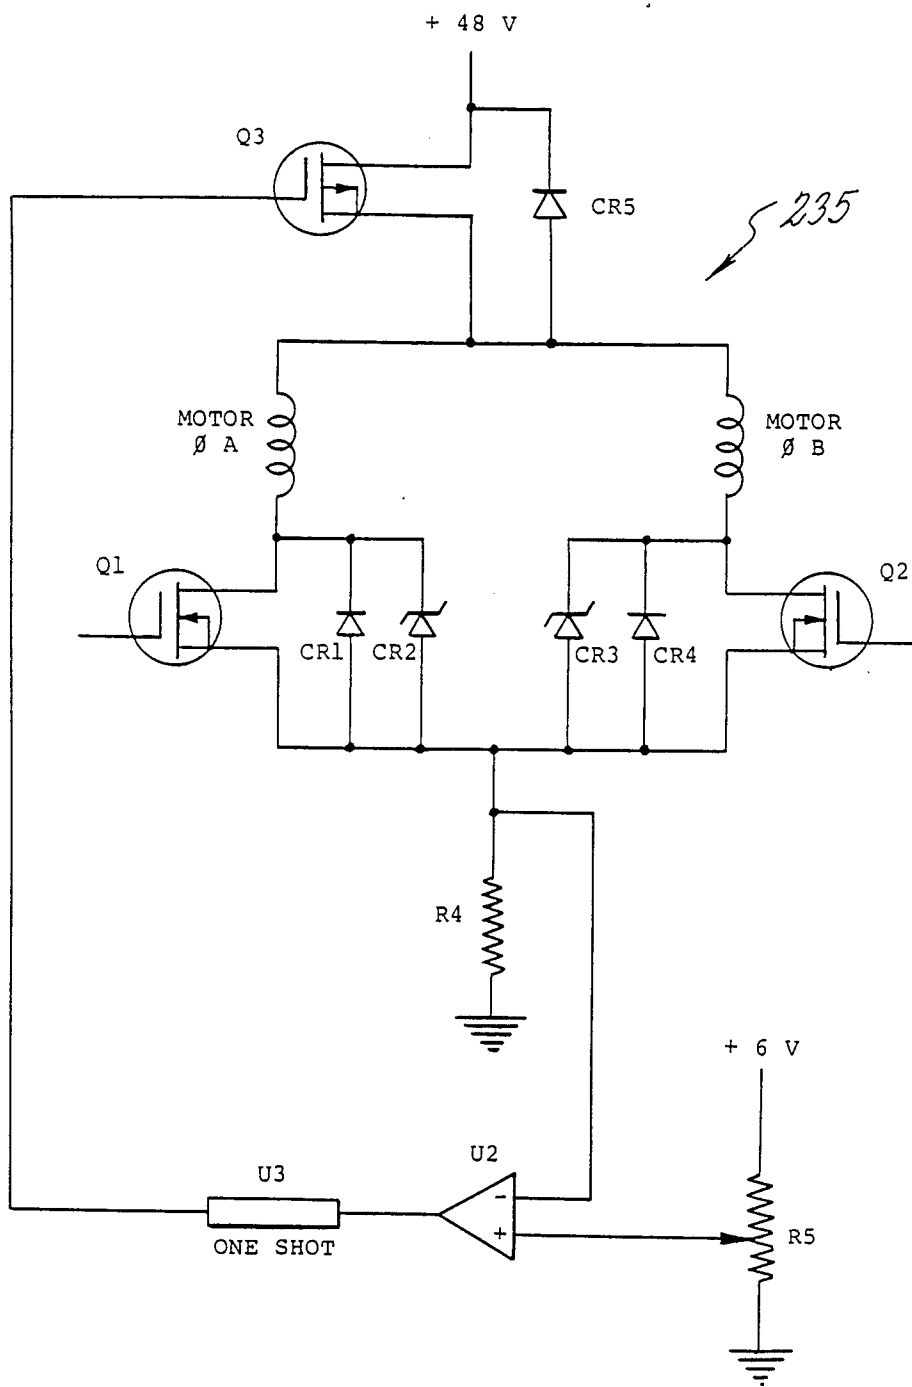 + 48 V
Q3
CR5
235
MOTOR
Ø A
MOTOR
Ø B
Q1
Q2
CR1
CR2
CR3
CR4
R4
+ 6 V
U2
U3
-
+
R5
ONE SHOT